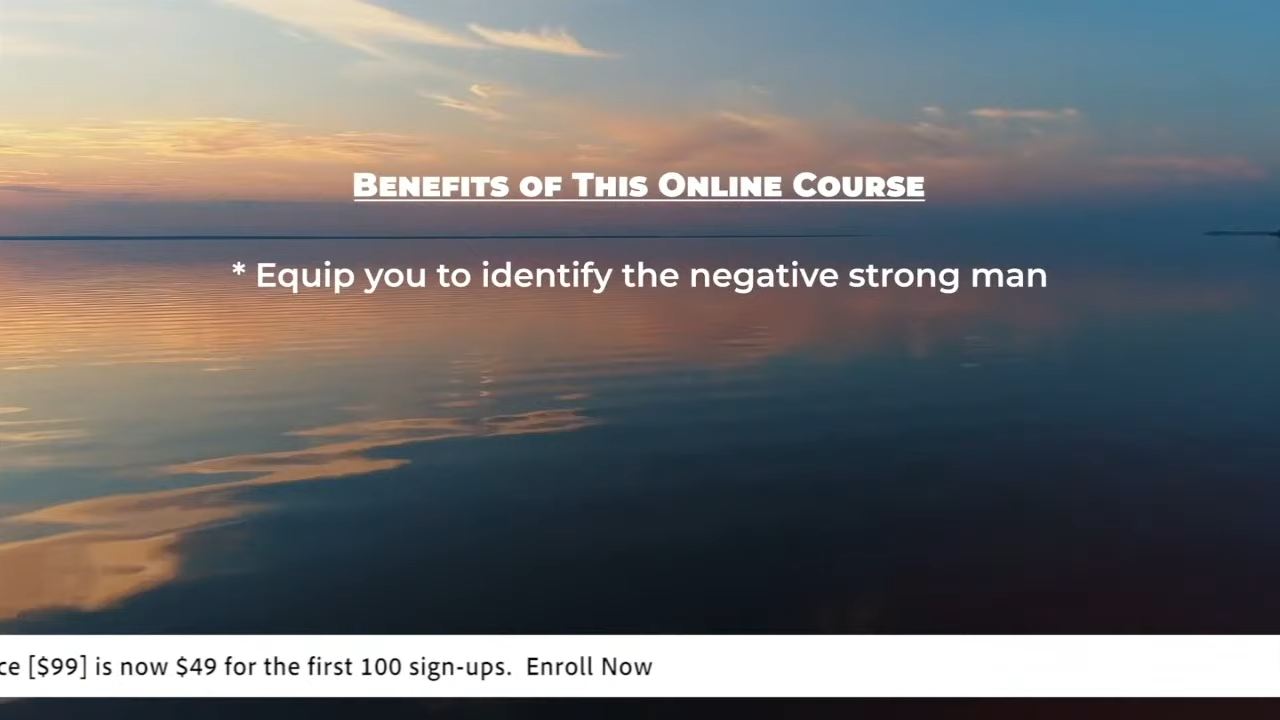 Benefits of This Online Course
* Equip you to identify the negative strong man
ce [$99] is now $49 for the first 100 sign-ups.  Enroll Now